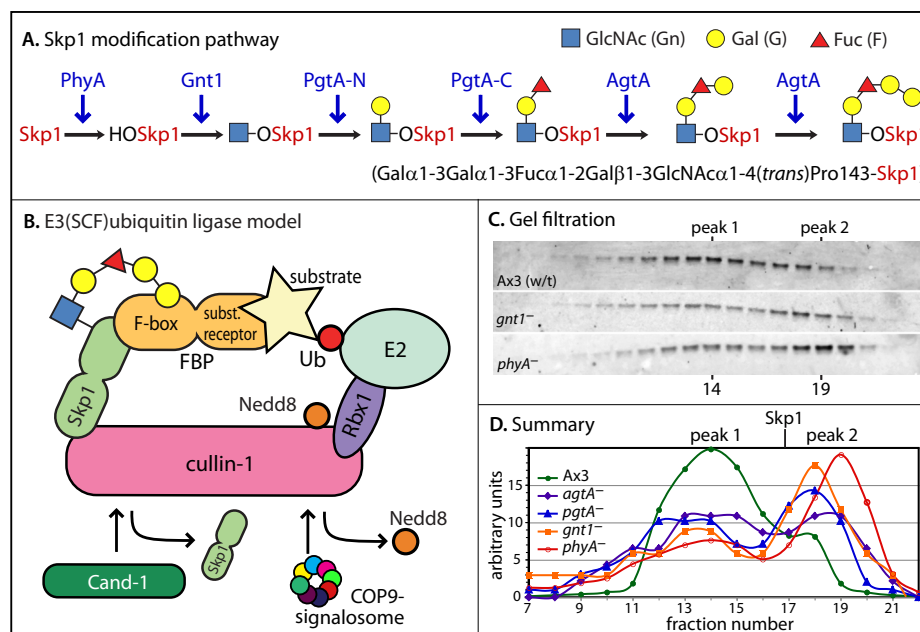 A. Skp1 modification pathway
GlcNAc (Gn) Gal (G) Fuc (F)
PhyA Gnt1 PgtA-N PgtA-C AgtA AgtA
Skp1 HOSkp1 OSkp1 OSkp1 OSkp1 OSkp1 OSkp
(Galα1-3Galα1-3Fucα1-2Galβ1-3GlcNAcα1-4(trans)Pro143-Skp1
B. E3(SCF)ubiquitin ligase model
substrate
F-box
subst.
receptor
FBP
Ub
E2
Skp1
Nedd8
Rbx1
cullin-1
Skp1
Nedd8
Cand-1
COP9-
signalosome
C. Gel filtration
peak 1 peak 2
Ax3 (w/t)
gnt1–
phyA–
14 19
D. Summary
Skp1
peak 1 peak 2
arbitrary units
20
15
10
5
0
Ax3
agtA–
pgtA–
gnt1–
phyA–
7 9 11 13 15 17 19 21
fraction number